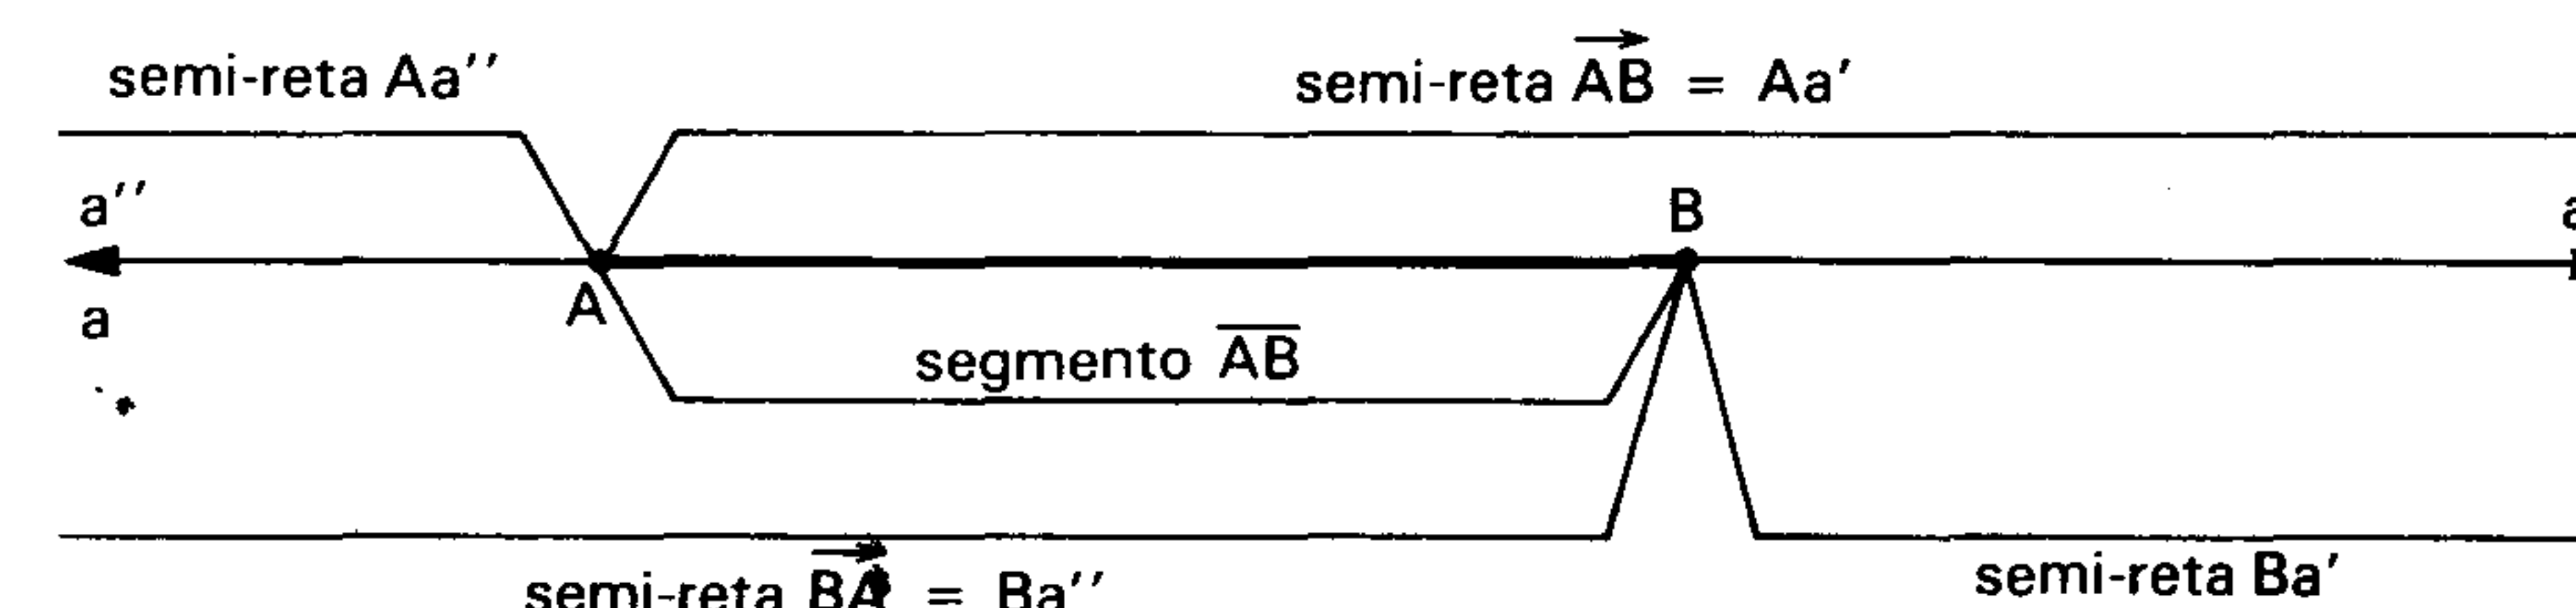 semi-reta Aa''
semi-reta AB = Aa'
a''
B
A
a
segmento AB
semi-reta BA = Ba''
semi-reta Ba'